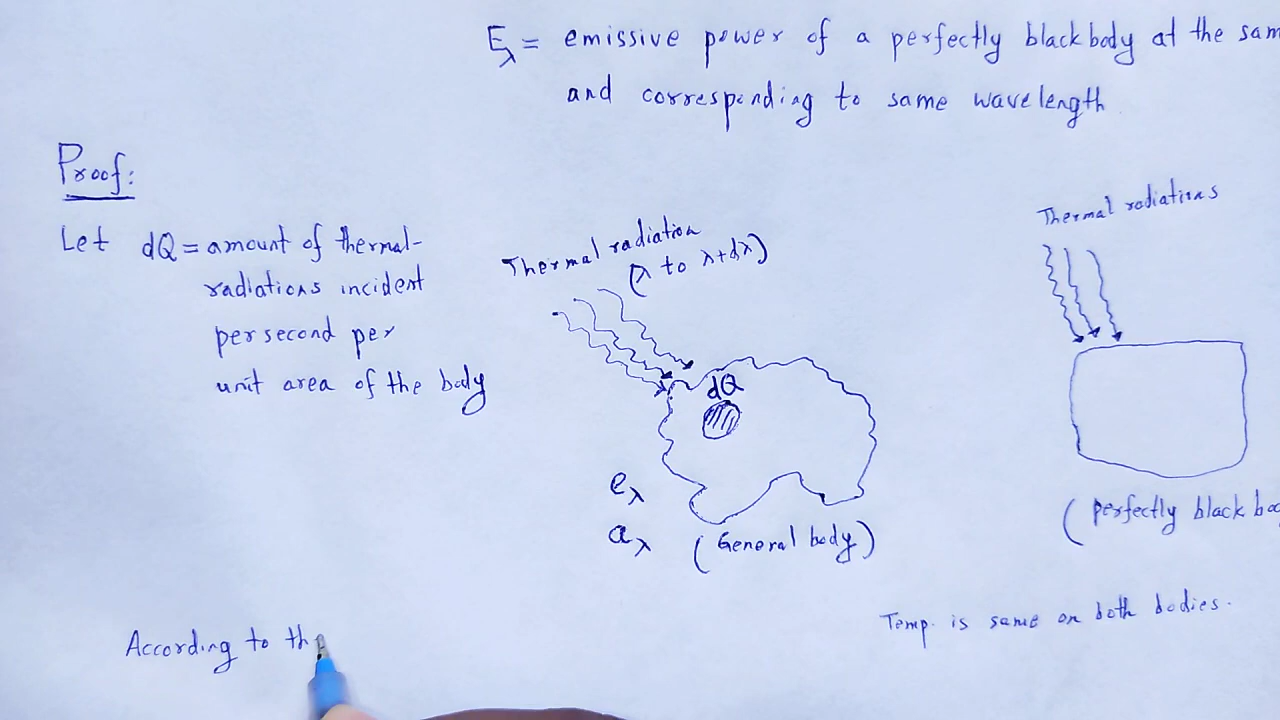 Eλ = emissive power of a perfectly blackbody at the sam
and corresponding to same wavelength
Proof:
Let dQ = amount of thermal-
radiations incident
per second per
unit area of the body
Thermal radiation
(λ to λ+dλ)
dQ
eλ
aλ
(General body)
Thermal radiations
(perfectly black bo
Temp. is same on both bodies.
According to th